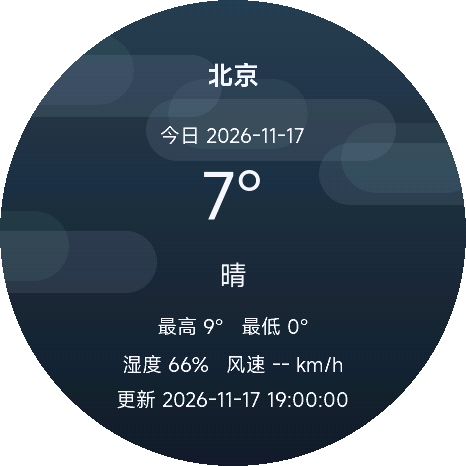 北京
今日 2026-11-17
7°
晴
最高 9° 最低 0°
湿度 66% 风速 -- km/h
更新 2026-11-17 19:00:00